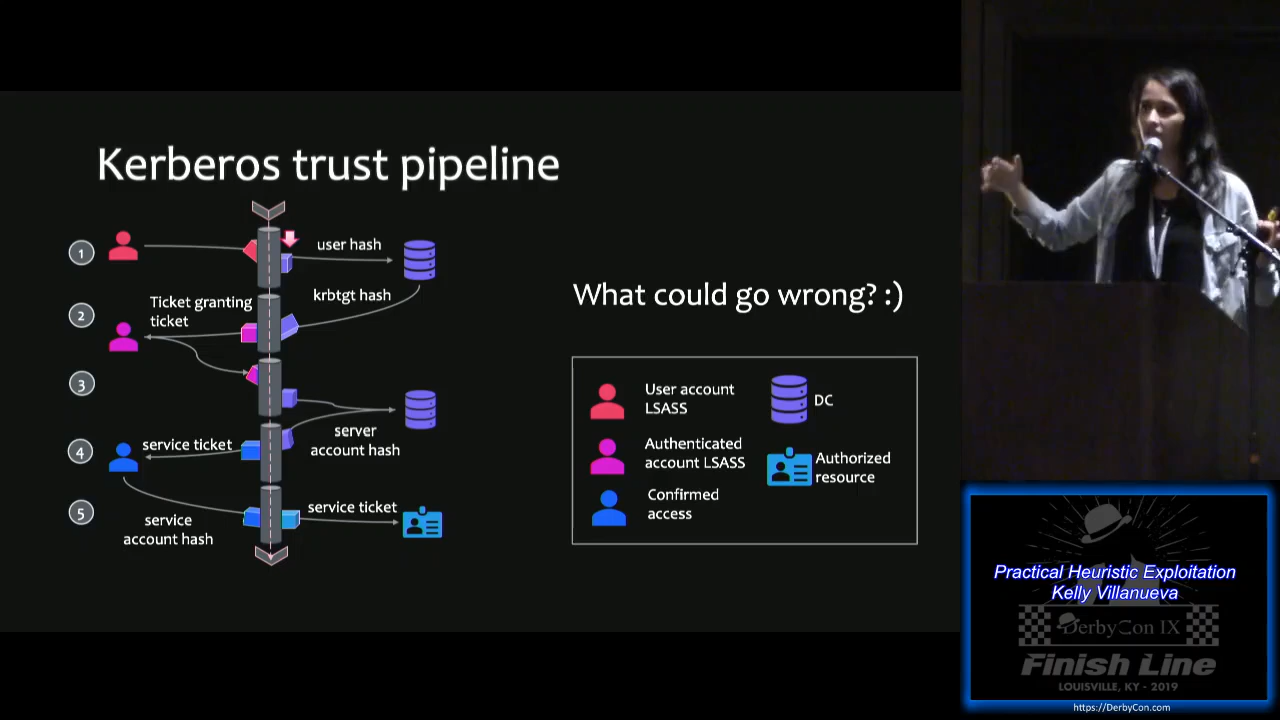 Kerberos trust pipeline
1
user hash
Ticket granting
ticket
krbtgt hash
2
3
server
account hash
4
service ticket
5
service
account hash
service ticket
What could go wrong? :)
User account
LSASS
DC
Authenticated
account LSASS
Authorized
resource
Confirmed
access
Practical Heuristic Exploitation
Kelly Villanueva
DerbyCon IX
Finish Line
LOUISVILLE, KY - 2019
https://DerbyCon.com